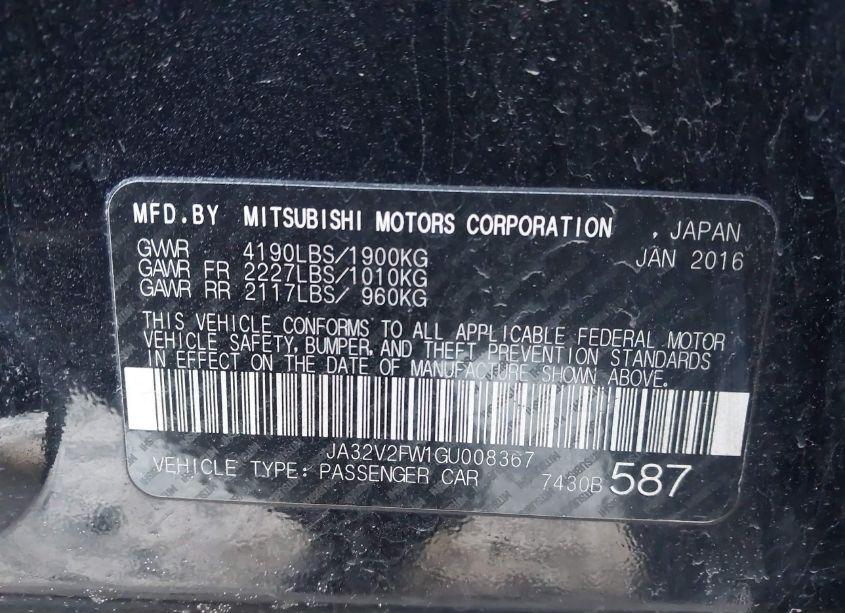 MFD.BY MITSUBISHI MOTORS CORPORATION , JAPAN
GVWR 4190LBS/1900KG JAN 2016
GAWR FR 2227LBS/1010KG
GAWR RR 2117LBS/ 960KG
THIS VEHICLE CONFORMS TO ALL APPLICABLE FEDERAL MOTOR
VEHICLE SAFETY, BUMPER, AND THEFT PREVENTION STANDARDS
IN EFFECT ON THE DATE OF MANUFACTURE SHOWN ABOVE.
JA32V2FW1GU008367
VEHICLE TYPE: PASSENGER CAR 7430B 587